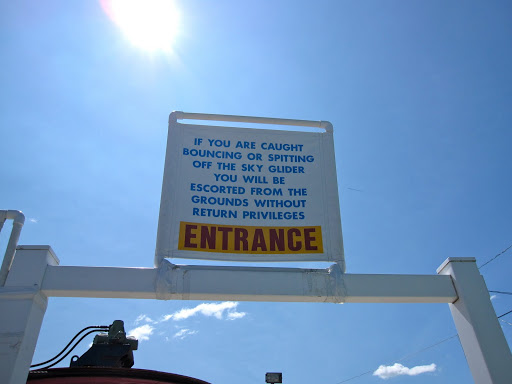 IF YOU ARE CAUGHT
BOUNCING OR SPITTING
OFF THE SKY GLIDER
YOU WILL BE
ESCORTED FROM THE
GROUNDS WITHOUT
RETURN PRIVILEGES
ENTRANCE